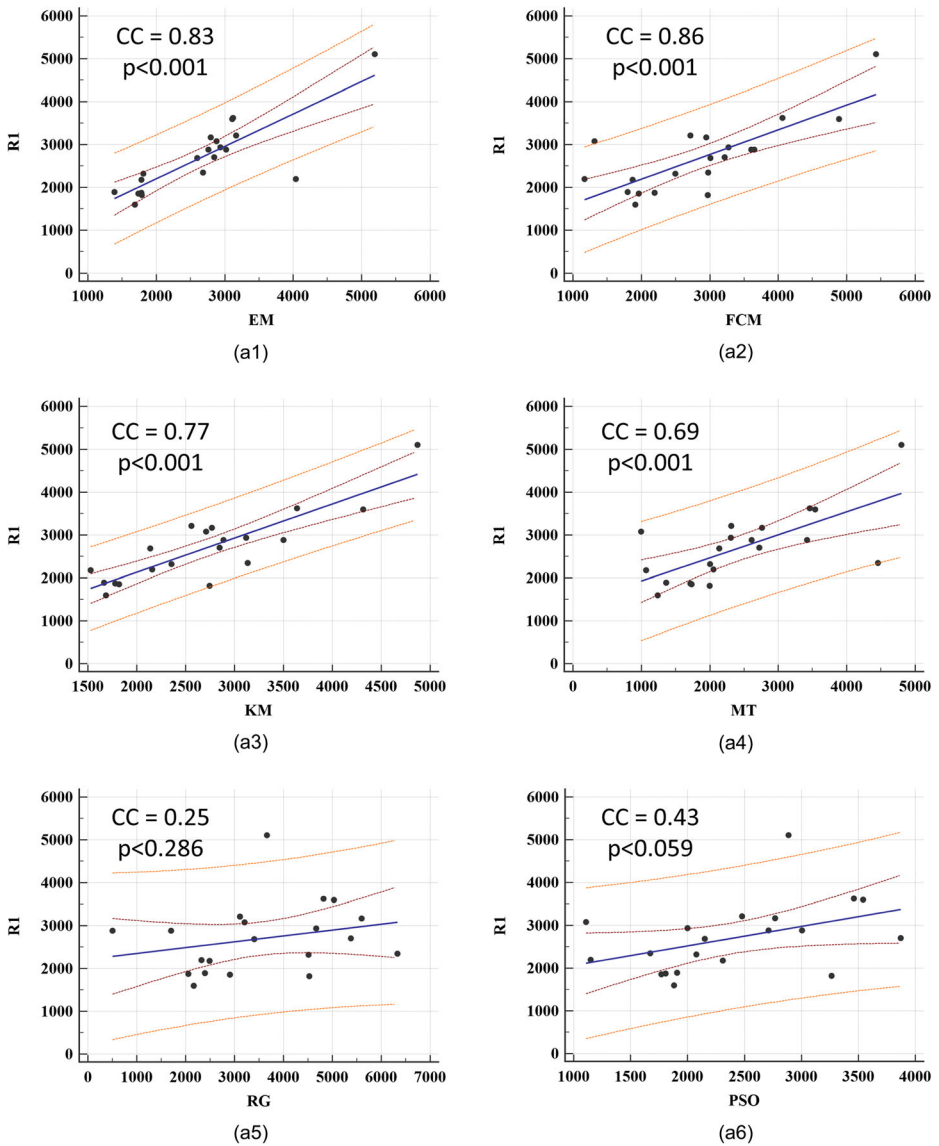 CC = 0.83
p<0.001
6000
5000
4000
3000
2000
1000
0
R1
1000 2000 3000 4000 5000 6000
EM
(a1)
CC = 0.86
p<0.001
6000
5000
4000
3000
2000
1000
0
R1
1000 2000 3000 4000 5000 6000
FCM
(a2)
CC = 0.77
p<0.001
6000
5000
4000
3000
2000
1000
0
R1
1500 2000 2500 3000 3500 4000 4500 5000
KM
(a3)
CC = 0.69
p<0.001
6000
5000
4000
3000
2000
1000
0
R1
0 1000 2000 3000 4000 5000
MT
(a4)
CC = 0.25
p<0.286
6000
5000
4000
3000
2000
1000
0
R1
0 1000 2000 3000 4000 5000 6000 7000
RG
(a5)
CC = 0.43
p<0.059
6000
5000
4000
3000
2000
1000
0
R1
1000 1500 2000 2500 3000 3500 4000
PSO
(a6)